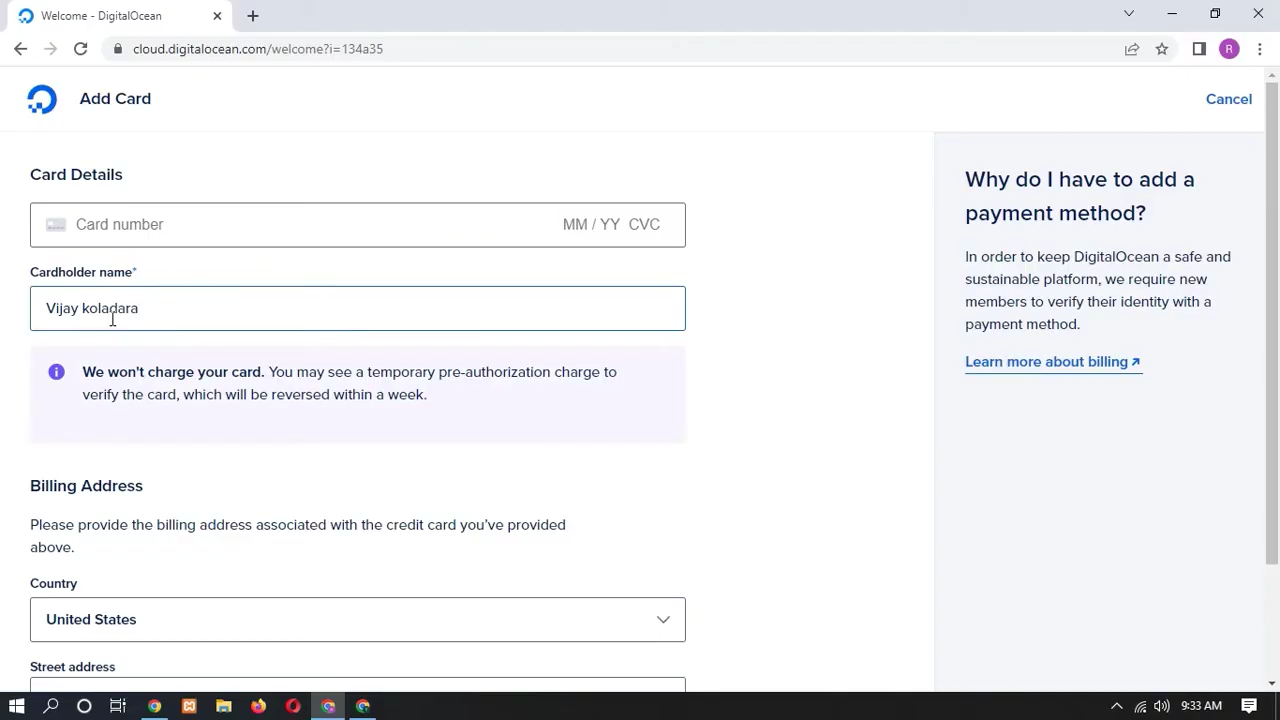 Welcome - DigitalOcean
cloud.digitalocean.com/welcome?i=134a35
R
Add Card
Cancel
Card Details
Card number MM / YY CVC
Cardholder name*
Vijay koladara
We won't charge your card. You may see a temporary pre-authorization charge to
verify the card, which will be reversed within a week.
Billing Address
Please provide the billing address associated with the credit card you've provided
above.
Country
United States
Street address
Why do I have to add a
payment method?
In order to keep DigitalOcean a safe and
sustainable platform, we require new
members to verify their identity with a
payment method.
Learn more about billing
9:33 AM